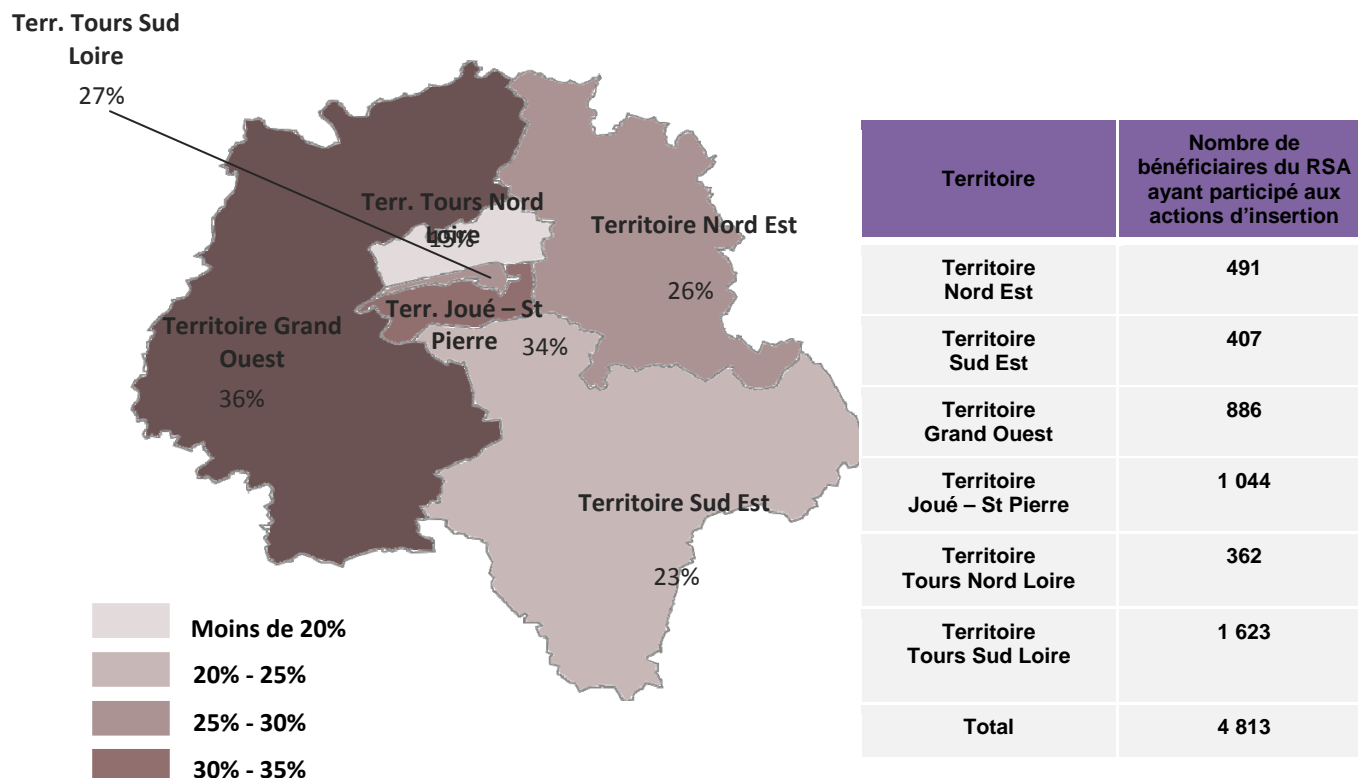 Terr. Tours Sud
Loire
27%
Terr. Tours Nord
Loire
15%
Territoire Nord Est
26%
Terr. Joué – St
Pierre
34%
Territoire Grand
Ouest
36%
Territoire Sud Est
23%
Moins de 20%
20% - 25%
25% - 30%
30% - 35%
Territoire
Nombre de
bénéficiaires du RSA
ayant participé aux
actions d’insertion
Territoire
Nord Est
491
Territoire
Sud Est
407
Territoire
Grand Ouest
886
Territoire
Joué – St Pierre
1 044
Territoire
Tours Nord Loire
362
Territoire
Tours Sud Loire
1 623
Total
4 813